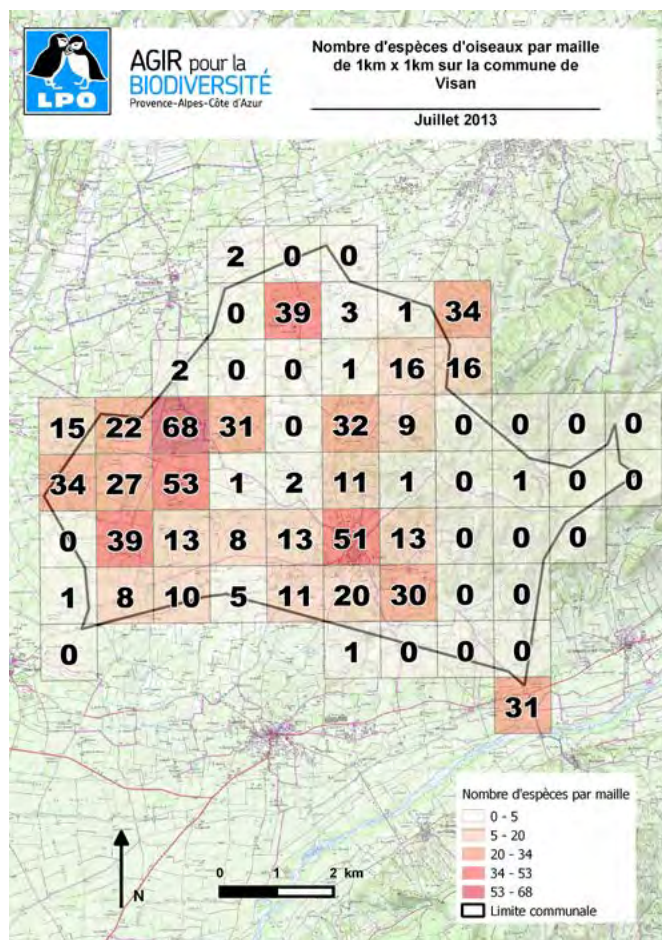 LPO
AGIR pour la
BIODIVERSITÉ
Provence-Alpes-Côte d'Azur
Nombre d'espèces d'oiseaux par maille
de 1km x 1km sur la commune de
Visan
Juillet 2013
2 0 0
0 39 3 1 34
2 0 0 1 16 16
15 22 68 31 0 32 9 0 0 0 0
34 27 53 1 2 11 1 0 1 0 0
0 39 13 8 13 51 13 0 0 0
1 8 10 5 11 20 30 0 0
0 1 0 0 0
31
Nombre d'espèces par maille
0 - 5
5 - 20
20 - 34
34 - 53
53 - 68
Limite communale
N
0 1 2 km